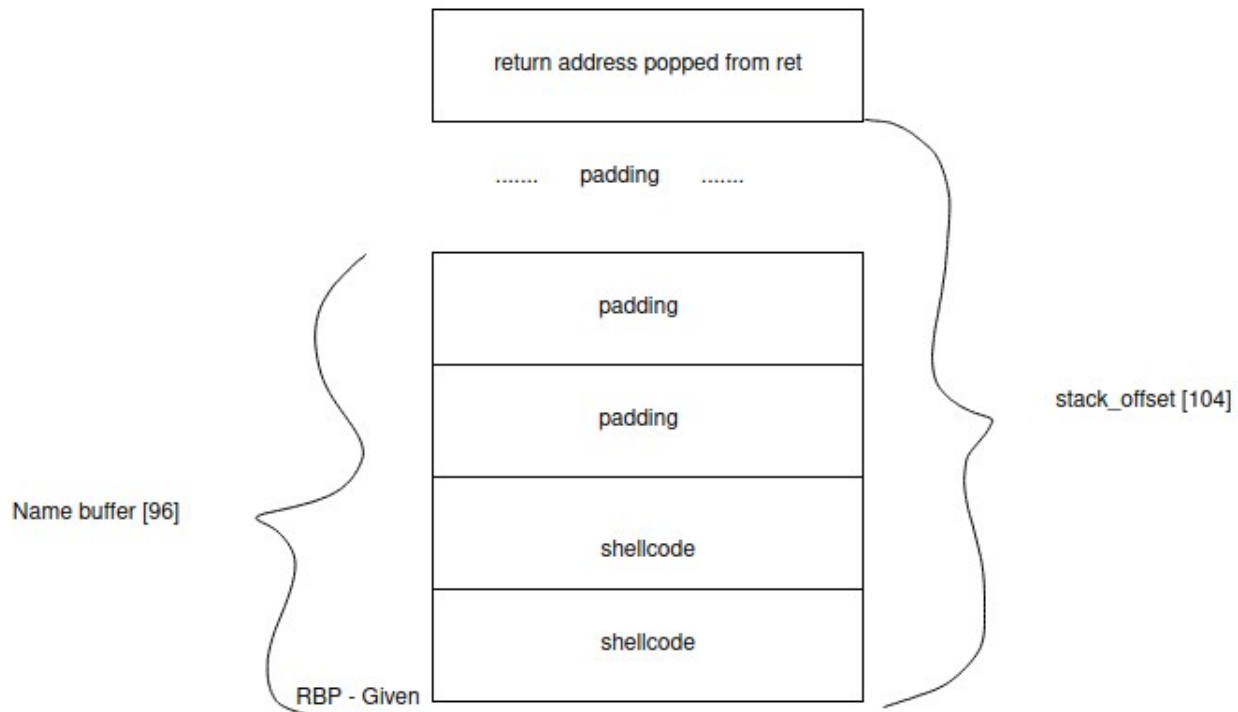 return address popped from ret
....... padding .......
padding
padding
stack_offset [104]
Name buffer [96]
shellcode
shellcode
RBP - Given